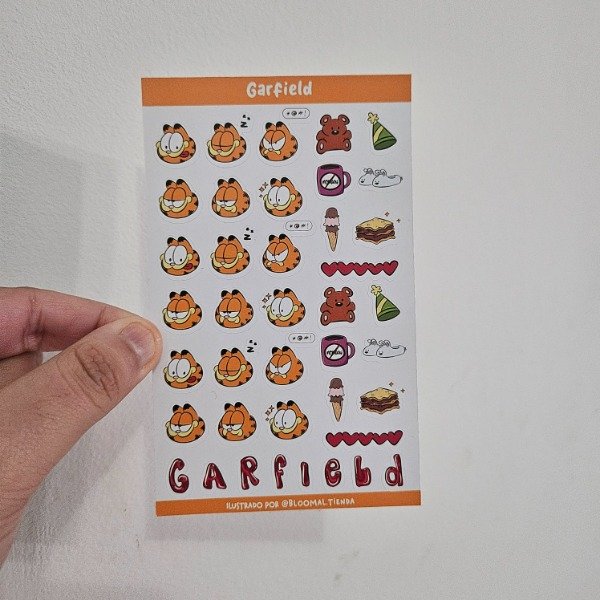 Garfield
GARfieLd
ILUSTRADO POR @BLOOMAL.TIENDA